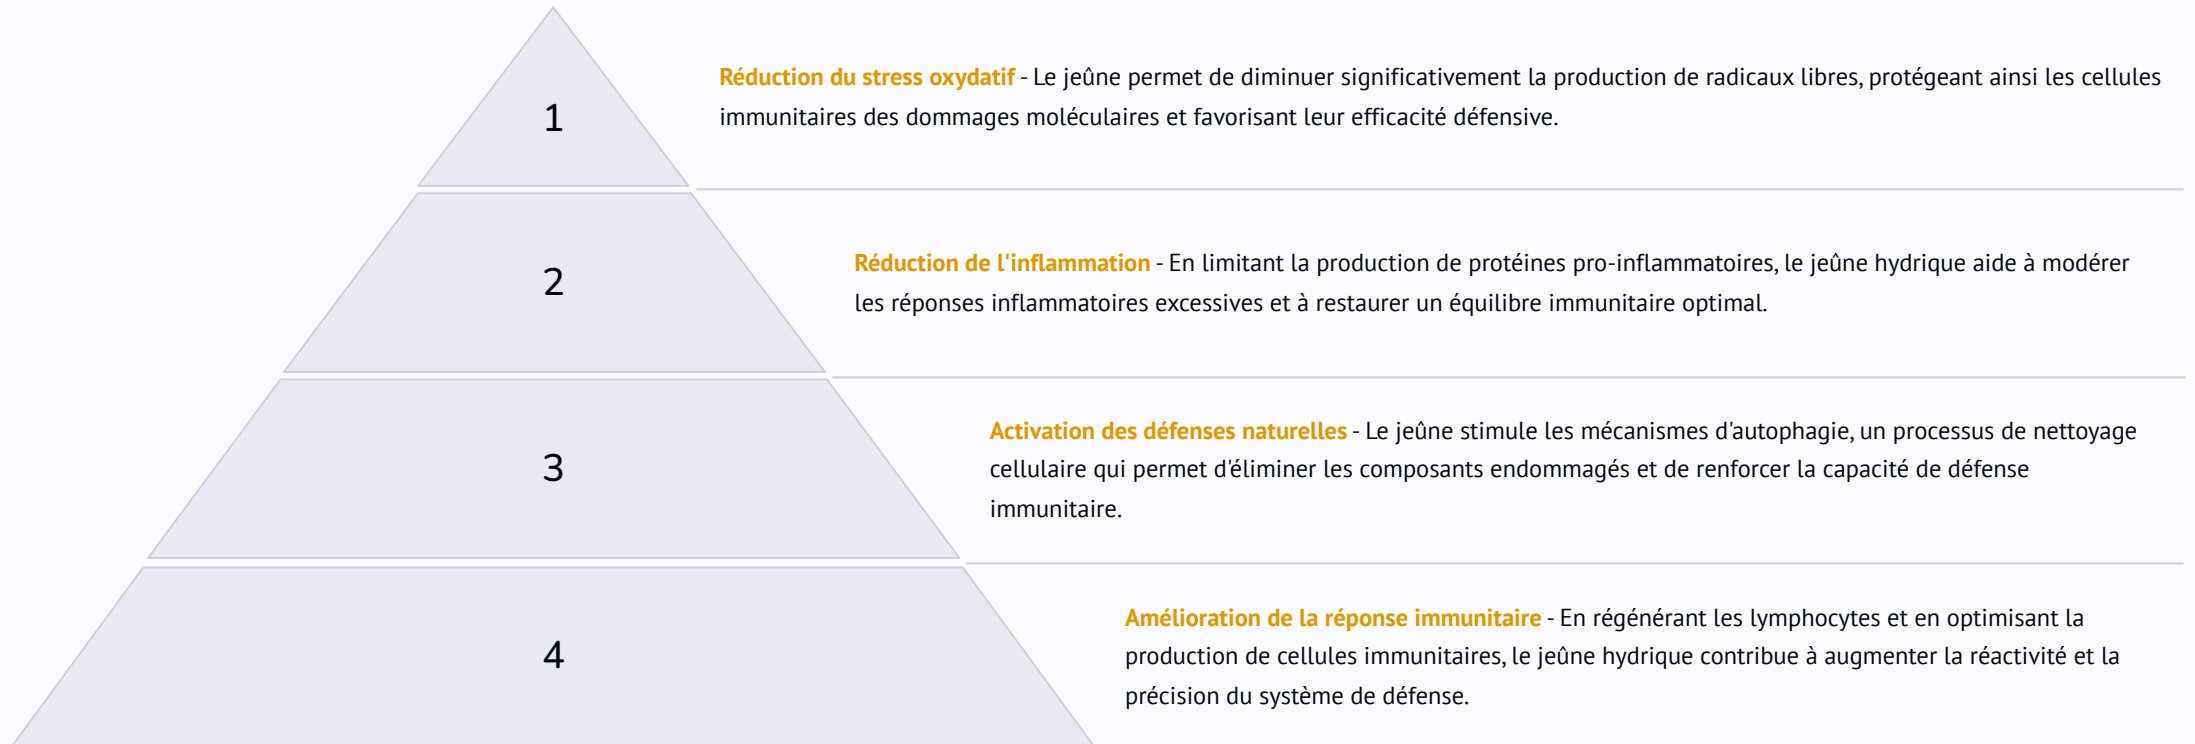 1
Réduction du stress oxydatif - Le jeûne permet de diminuer significativement la production de radicaux libres, protégeant ainsi les cellules
immunitaires des dommages moléculaires et favorisant leur efficacité défensive.
2
Réduction de l'inflammation - En limitant la production de protéines pro-inflammatoires, le jeûne hydrique aide à modérer
les réponses inflammatoires excessives et à restaurer un équilibre immunitaire optimal.
3
Activation des défenses naturelles - Le jeûne stimule les mécanismes d'autophagie, un processus de nettoyage
cellulaire qui permet d'éliminer les composants endommagés et de renforcer la capacité de défense
immunitaire.
4
Amélioration de la réponse immunitaire - En régénérant les lymphocytes et en optimisant la
production de cellules immunitaires, le jeûne hydrique contribue à augmenter la réactivité et la
précision du système de défense.